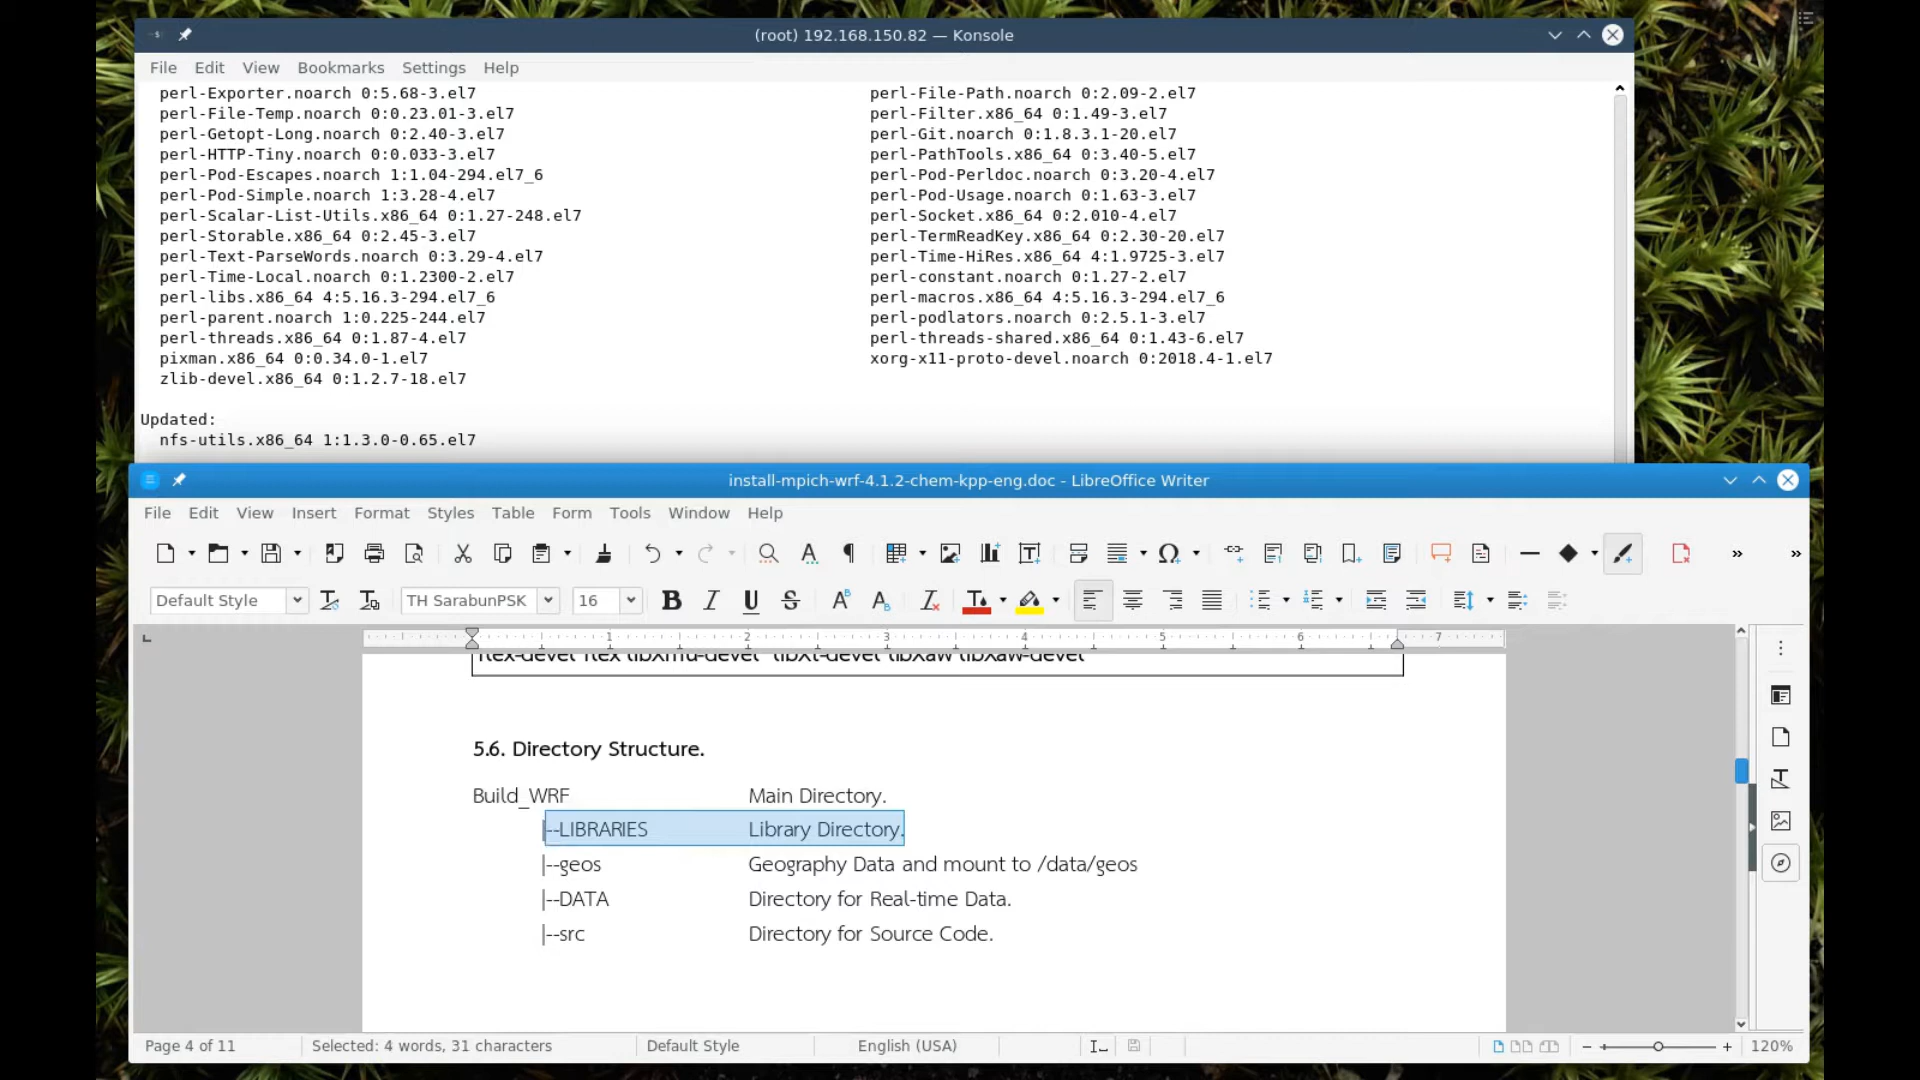 (root) 192.168.150.82 — Konsole
File Edit View Bookmarks Settings Help
perl-Exporter.noarch 0:5.68-3.el7 perl-File-Path.noarch 0:2.09-2.el7
perl-File-Temp.noarch 0:0.23.01-3.el7 perl-Filter.x86_64 0:1.49-3.el7
perl-Getopt-Long.noarch 0:2.40-3.el7 perl-Git.noarch 0:1.8.3.1-20.el7
perl-HTTP-Tiny.noarch 0:0.033-3.el7 perl-PathTools.x86_64 0:3.40-5.el7
perl-Pod-Escapes.noarch 1:1.04-294.el7_6 perl-Pod-Perldoc.noarch 0:3.20-4.el7
perl-Pod-Simple.noarch 1:3.28-4.el7 perl-Pod-Usage.noarch 0:1.63-3.el7
perl-Scalar-List-Utils.x86_64 0:1.27-248.el7 perl-Socket.x86_64 0:2.010-4.el7
perl-Storable.x86_64 0:2.45-3.el7 perl-TermReadKey.x86_64 0:2.30-20.el7
perl-Text-ParseWords.noarch 0:3.29-4.el7 perl-Time-HiRes.x86_64 4:1.9725-3.el7
perl-Time-Local.noarch 0:1.2300-2.el7 perl-constant.noarch 0:1.27-2.el7
perl-libs.x86_64 4:5.16.3-294.el7_6 perl-macros.x86_64 4:5.16.3-294.el7_6
perl-parent.noarch 1:0.225-244.el7 perl-podlators.noarch 0:2.5.1-3.el7
perl-threads.x86_64 0:1.87-4.el7 perl-threads-shared.x86_64 0:1.43-6.el7
pixman.x86_64 0:0.34.0-1.el7 xorg-x11-proto-devel.noarch 0:2018.4-1.el7
zlib-devel.x86_64 0:1.2.7-18.el7
Updated:
nfs-utils.x86_64 1:1.3.0-0.65.el7
install-mpich-wrf-4.1.2-chem-kpp-eng.doc - LibreOffice Writer
File Edit View Insert Format Styles Table Form Tools Window Help
Default Style TH SarabunPSK 16
1 2 3 4 5 6 7
flex-devel flex libXmu-devel libXt-devel libXaw libXaw-devel
5.6. Directory Structure.
Build_WRF Main Directory.
|--LIBRARIES Library Directory.
|--geos Geography Data and mount to /data/geos
|--DATA Directory for Real-time Data.
|--src Directory for Source Code.
Page 4 of 11 Selected: 4 words, 31 characters Default Style English (USA) 120%